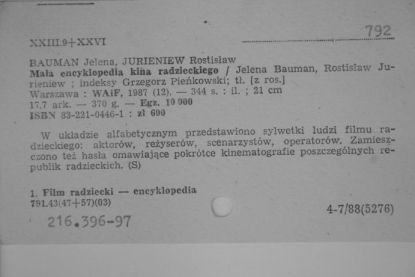 792
XXIII.9+XXVI
BAUMAN Jelena, JURIENIEW Rostisław
Mała encyklopedia kina radzieckiego / Jelena Bauman, Rostisław Ju-
rieniew ; indeksy Grzegorz Pieńkowski; tł. [z ros.]
Warszawa : WAiF, 1987 (12). — 344 s. : il. ; 21 cm
17,7 ark. — 370 g. — Egz. 10 000
ISBN 83-221-0446-1 : zł 600
W układzie alfabetycznym przedstawiono sylwetki ludzi filmu ra-
dzieckiego: aktorów, reżyserów, scenarzystów, operatorów. Zamiesz-
czono też hasła omawiające pokrótce kinematografie poszczególnych re-
publik radzieckich. (S)
1. Film radziecki — encyklopedia
791.43(47+57)(03)
4-7/88(5276)
216.396-97